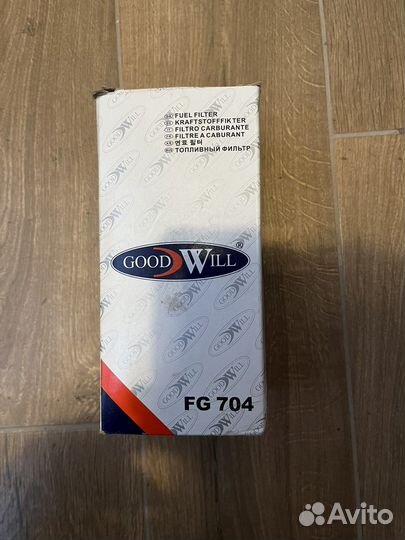 FUEL FILTER
KRAFTSTOFFFIKTER
FILTRO CARBURANTE
FILTRE A CABURANT
연료 필터
ТОПЛИВНЫЙ ФИЛЬТР
GOOD WILL ®
FG 704
Avito